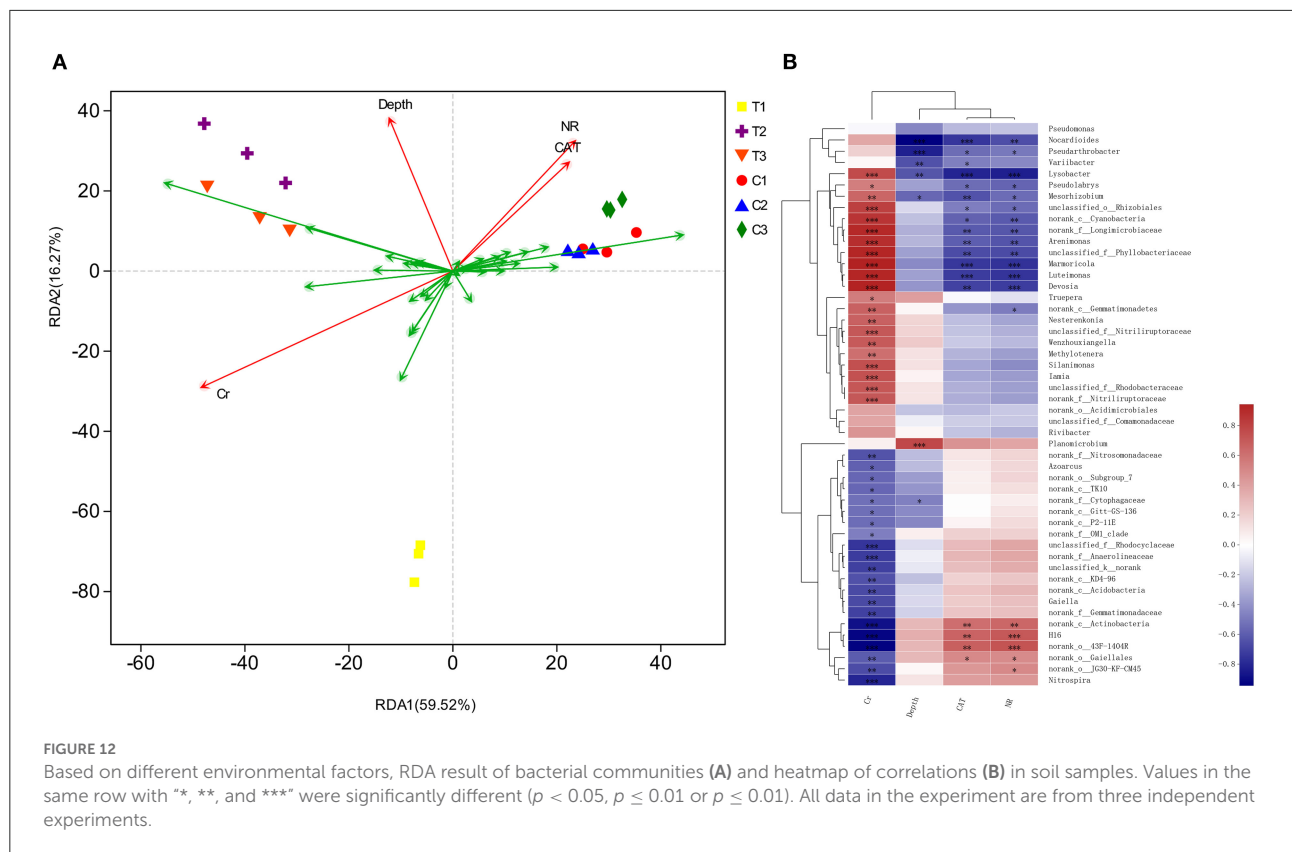 A
B
40
20
0
-20
-40
-60
-80
RDA2(16.27%)
-60
-40
-20
0
20
40
RDA1(59.52%)
Depth
NR
CAT
Cr
T1
T2
T3
C1
C2
C3
Pseudomonas
*** *** ** Nocardioides
*** * * Pseudarthrobacter
** * Variibacter
*** ** *** *** Lysobacter
* * * Pseudolabrys
** * ** * Mesorhizobium
*** * * unclassified_o__Rhizobiales
*** * ** norank_c__Cyanobacteria
*** ** ** norank_f__Longimicrobiaceae
*** ** ** Arenimonas
*** ** ** unclassified_f__Phyllobacteriaceae
*** *** *** Marmoricola
*** *** *** Luteimonas
*** ** *** Devosia
* Truepera
** * norank_c__Gemmatimonadetes
** Nesterenkonia
*** unclassified_f__Nitriliruptoraceae
** Wenzhouxiangella
** Methylotenera
*** Silanimonas
*** Iamia
*** unclassified_f__Rhodobacteraceae
*** norank_f__Nitriliruptoraceae
norank_o__Acidimicrobiales
unclassified_f__Comamonadaceae
Rivibacter
*** Planomicrobium
** norank_f__Nitrosomonadaceae
* Azoarcus
* norank_o__Subgroup_7
* norank_c__TK10
* * norank_f__Cytophagaceae
* norank_c__Gitt-GS-136
* norank_c__P2-11E
* norank_f__OM1_clade
*** unclassified_f__Rhodocyclaceae
*** norank_f__Anaerolineaceae
** unclassified_k__norank
** norank_c__KD4-96
** norank_c__Acidobacteria
** Gaiella
** norank_f__Gemmatimonadaceae
*** ** ** norank_c__Actinobacteria
*** ** *** H16
*** ** *** norank_o__43F-1404R
** * * norank_o__Gaiellales
** * norank_o__JG30-KF-CM45
*** Nitrospira
Cr
Depth
CAT
NR
0.8
0.6
0.4
0.2
0
-0.2
-0.4
-0.6
-0.8
FIGURE 12
Based on different environmental factors, RDA result of bacterial communities (A) and heatmap of correlations (B) in soil samples. Values in the
same row with "*, **, and ***" were significantly different (p < 0.05, p ≤ 0.01 or p ≤ 0.01). All data in the experiment are from three independent
experiments.